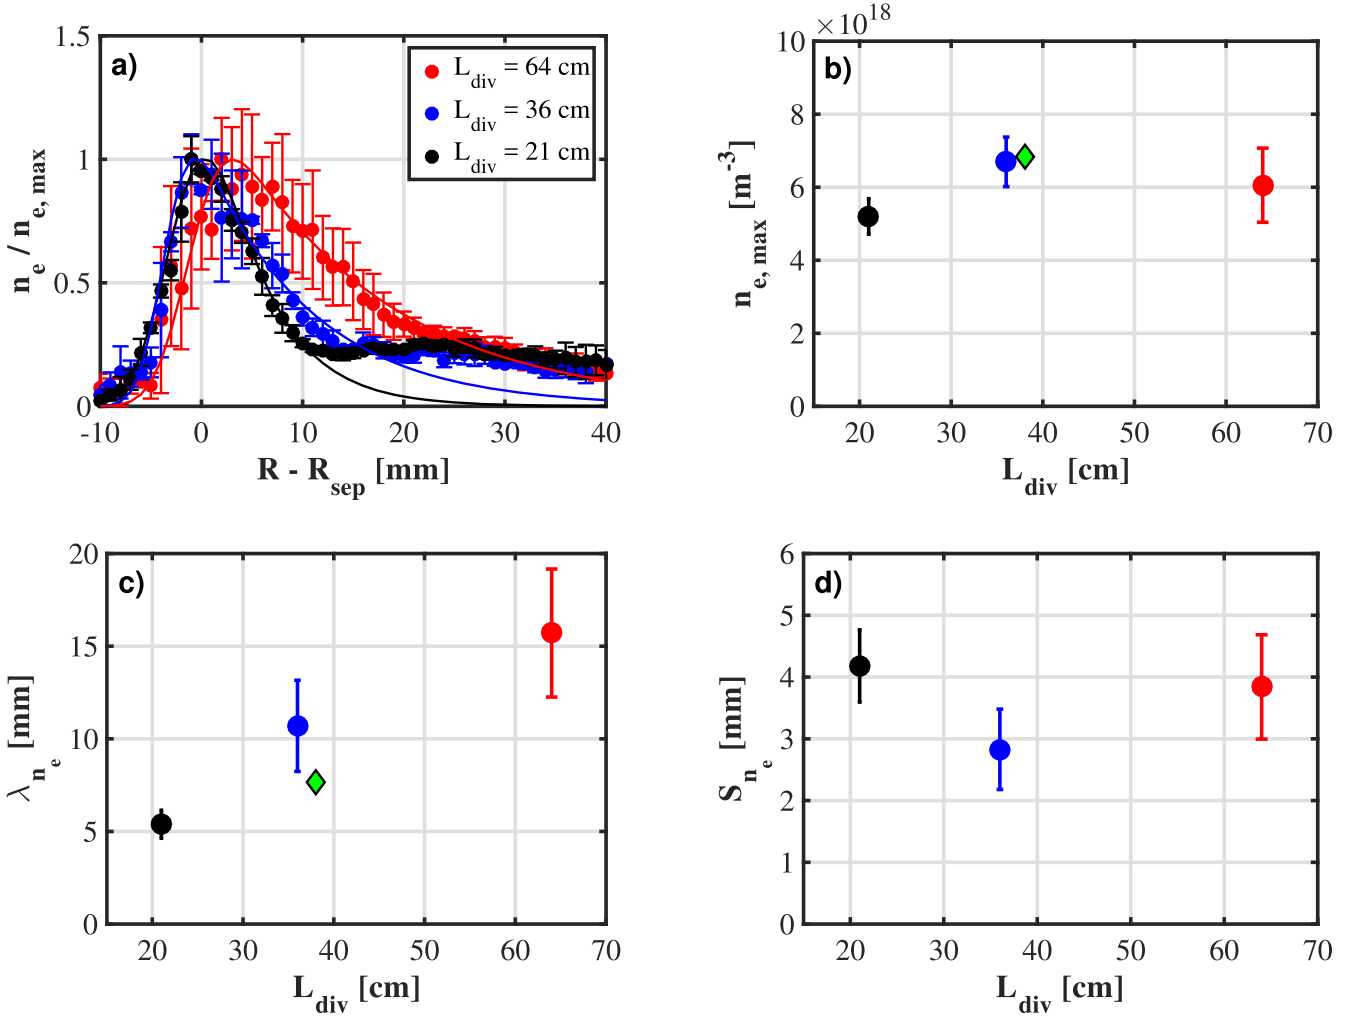 a)
1.5
1
0.5
0
n_e / n_e, max
L_div = 64 cm
L_div = 36 cm
L_div = 21 cm
-10 0 10 20 30 40
R - R_sep [mm]
×10^18
b)
10
8
6
4
2
0
n_e, max [m^-3]
20 30 40 50 60 70
L_div [cm]
c)
20
15
10
5
0
λ_n_e [mm]
20 30 40 50 60 70
L_div [cm]
d)
6
5
4
3
2
1
0
S_n_e [mm]
20 30 40 50 60 70
L_div [cm]